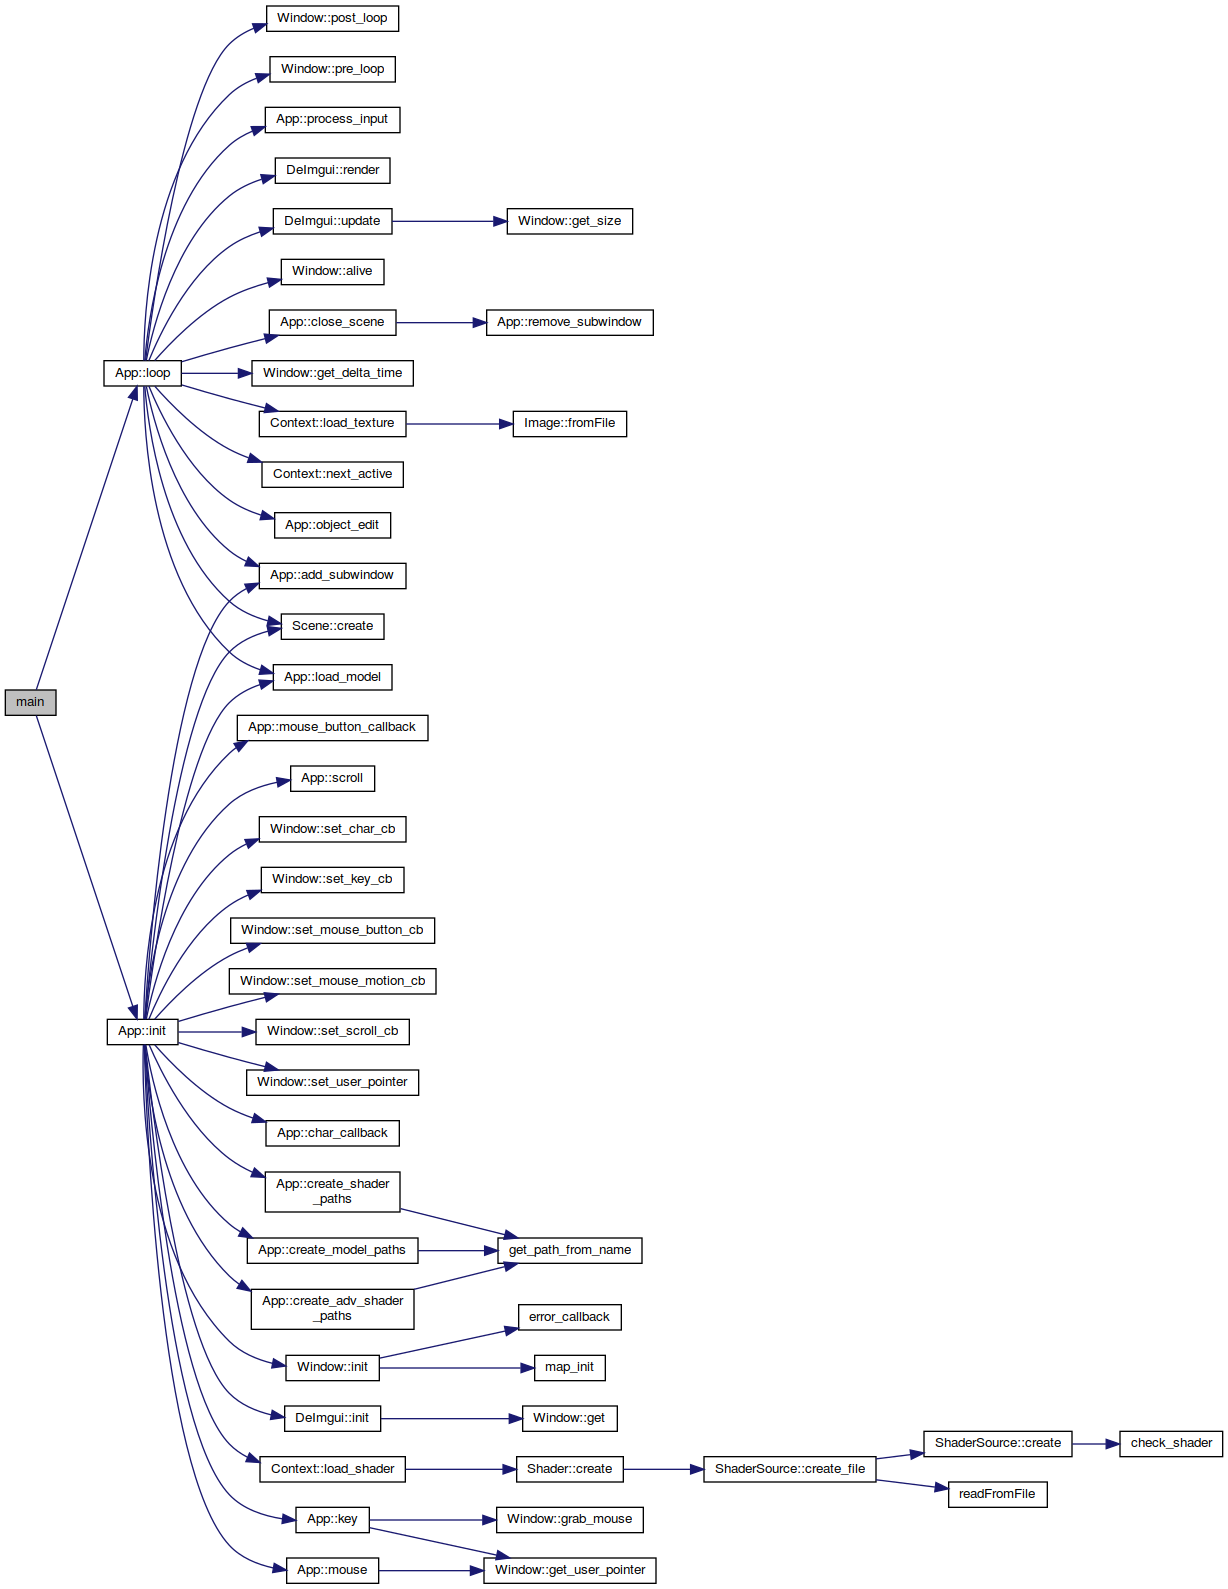 Window::post_loop
Window::pre_loop
App::process_input
DeImgui::render
DeImgui::update
Window::get_size
Window::alive
App::close_scene
App::remove_subwindow
App::loop
Window::get_delta_time
Context::load_texture
Image::fromFile
Context::next_active
App::object_edit
App::add_subwindow
Scene::create
App::load_model
main
App::mouse_button_callback
App::scroll
Window::set_char_cb
Window::set_key_cb
Window::set_mouse_button_cb
Window::set_mouse_motion_cb
App::init
Window::set_scroll_cb
Window::set_user_pointer
App::char_callback
App::create_shader
_paths
App::create_model_paths
get_path_from_name
App::create_adv_shader
_paths
error_callback
Window::init
map_init
DeImgui::init
Window::get
ShaderSource::create
check_shader
Context::load_shader
Shader::create
ShaderSource::create_file
readFromFile
App::key
Window::grab_mouse
App::mouse
Window::get_user_pointer